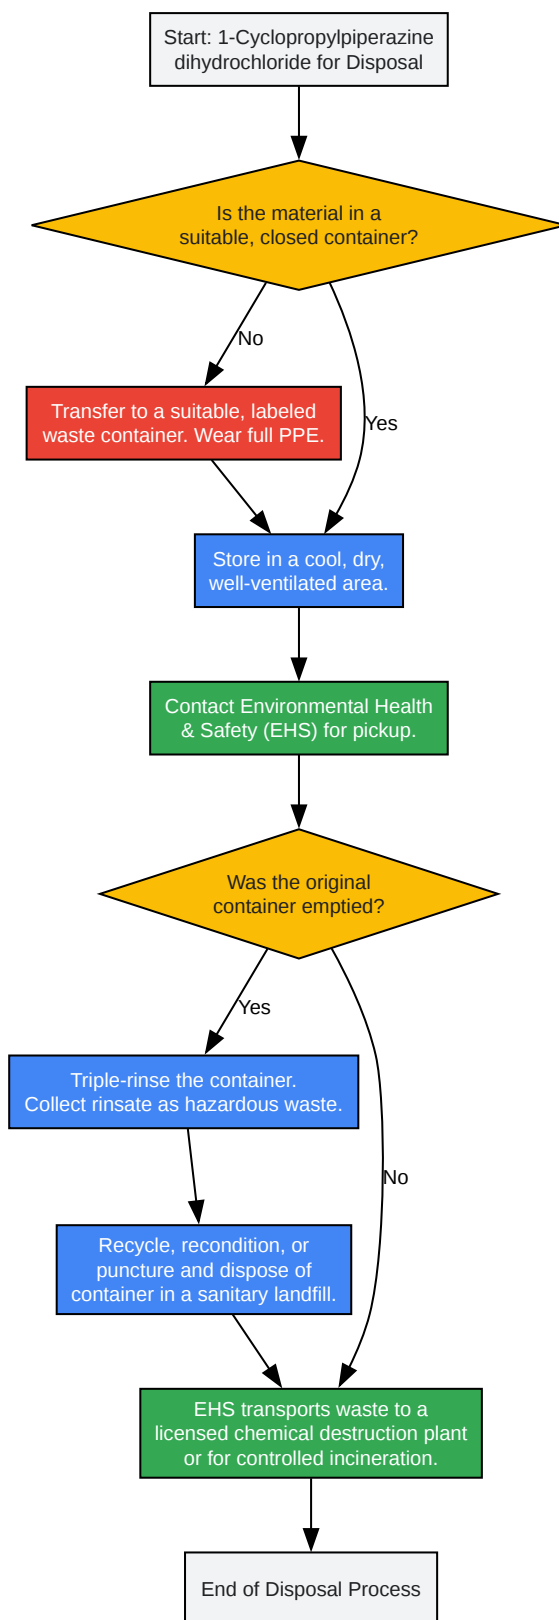 Start: 1-Cyclopropylpiperazine
dihydrochloride for Disposal
Is the material in a
suitable, closed container?
No
Yes
Transfer to a suitable, labeled
waste container. Wear full PPE.
Store in a cool, dry,
well-ventilated area.
Contact Environmental Health
& Safety (EHS) for pickup.
Was the original
container emptied?
Yes
No
Triple-rinse the container.
Collect rinsate as hazardous waste.
Recycle, recondition, or
puncture and dispose of
container in a sanitary landfill.
EHS transports waste to a
licensed chemical destruction plant
or for controlled incineration.
End of Disposal Process